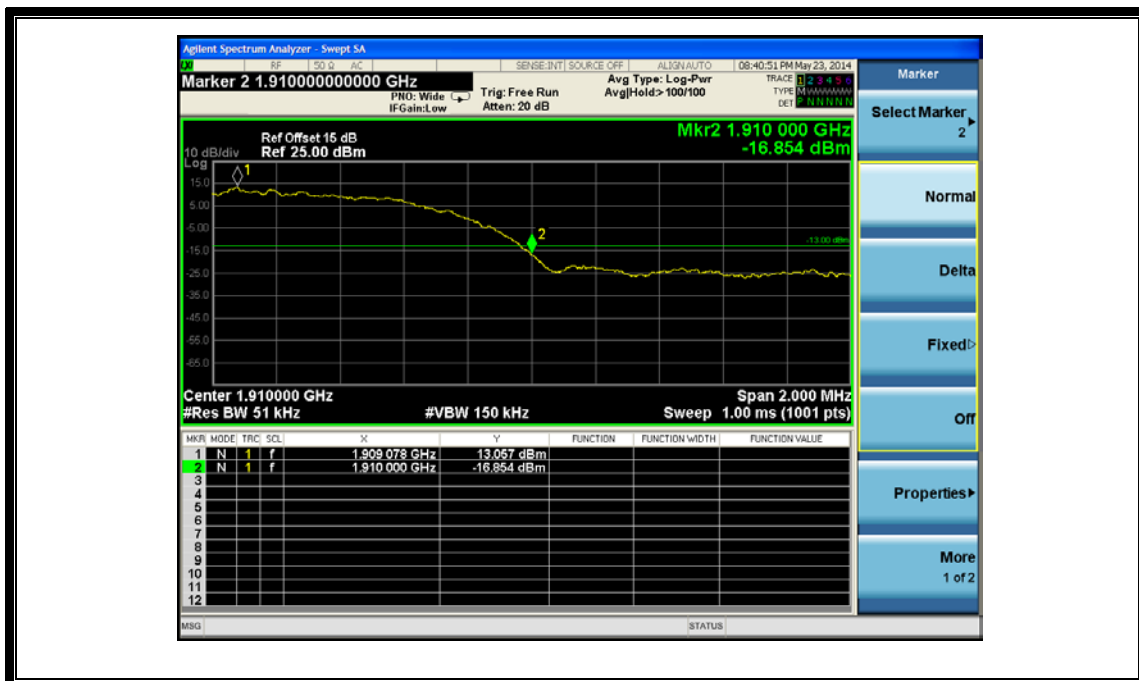 Agilent Spectrum Analyzer - Swept SA
LXI RF 50 Ω AC SENSE:INT SOURCE OFF ALIGN AUTO 08:40:51 PM May 23, 2014
Marker 2 1.910000000000 GHz
PNO: Wide
IFGain:Low
Trig: Free Run
Atten: 20 dB
Avg Type: Log-Pwr
Avg|Hold:> 100/100
TRACE 1 2 3 4 5 6
TYPE M WWWWW
DET P N N N N N
Mkr2 1.910 000 GHz
-16.854 dBm
Ref Offset 15 dB
10 dB/div Ref 25.00 dBm
Log
15.0
5.00
-5.00
-15.0
-25.0
-35.0
-45.0
-55.0
-65.0
1
2
-13.00 dBm
Center 1.910000 GHz Span 2.000 MHz
#Res BW 51 kHz #VBW 150 kHz Sweep 1.00 ms (1001 pts)
MKR MODE TRC SCL X Y FUNCTION FUNCTION WIDTH FUNCTION VALUE
1 N 1 f 1.909 078 GHz 13.057 dBm
2 N 1 f 1.910 000 GHz -16.854 dBm
3
4
5
6
7
8
9
10
11
12
MSG STATUS
Marker
Select Marker
2
Normal
Delta
Fixed
Off
Properties
More
1 of 2